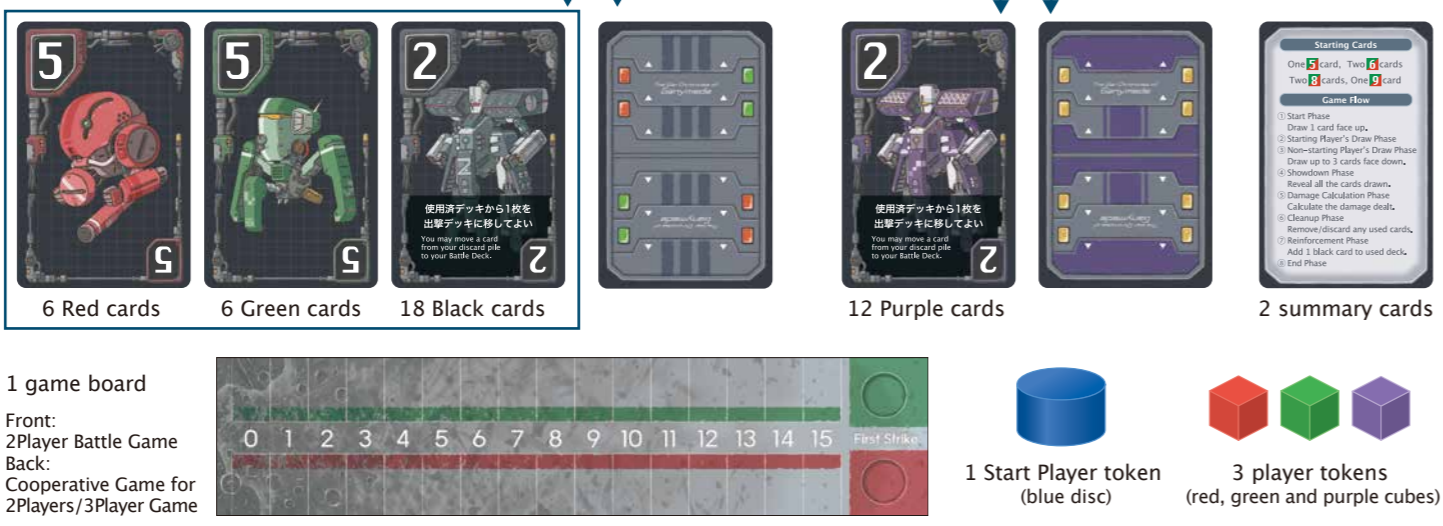 5
5
6 Red cards
5
5
6 Green cards
2
使用済デッキから1枚を
出撃デッキに移してよい
You may move a card
from your discard pile
to your Battle Deck.
2
18 Black cards
Ganymede
Ganymede
2
使用済デッキから1枚を
出撃デッキに移してよい
You may move a card
from your discard pile
to your Battle Deck.
2
12 Purple cards
Ganymede
Ganymede
Starting Cards
One 5 card, Two 6 cards
Two 8 cards, One 9 card
Game Flow
① Start Phase
Draw 1 card face up.
② Starting Player's Draw Phase
③ Non-starting Player's Draw Phase
Draw up to 3 cards face down.
④ Showdown Phase
Reveal all the cards drawn.
⑤ Damage Calculation Phase
Calculate the damage dealt.
⑥ Cleanup Phase
Remove/discard any used cards.
⑦ Reinforcement Phase
Add 1 black card to used deck.
⑧ End Phase
2 summary cards
1 game board
Front:
2Player Battle Game
Back:
Cooperative Game for
2Players/3Player Game
0 1 2 3 4 5 6 7 8 9 10 11 12 13 14 15 First Strike
1 Start Player token
(blue disc)
3 player tokens
(red, green and purple cubes)